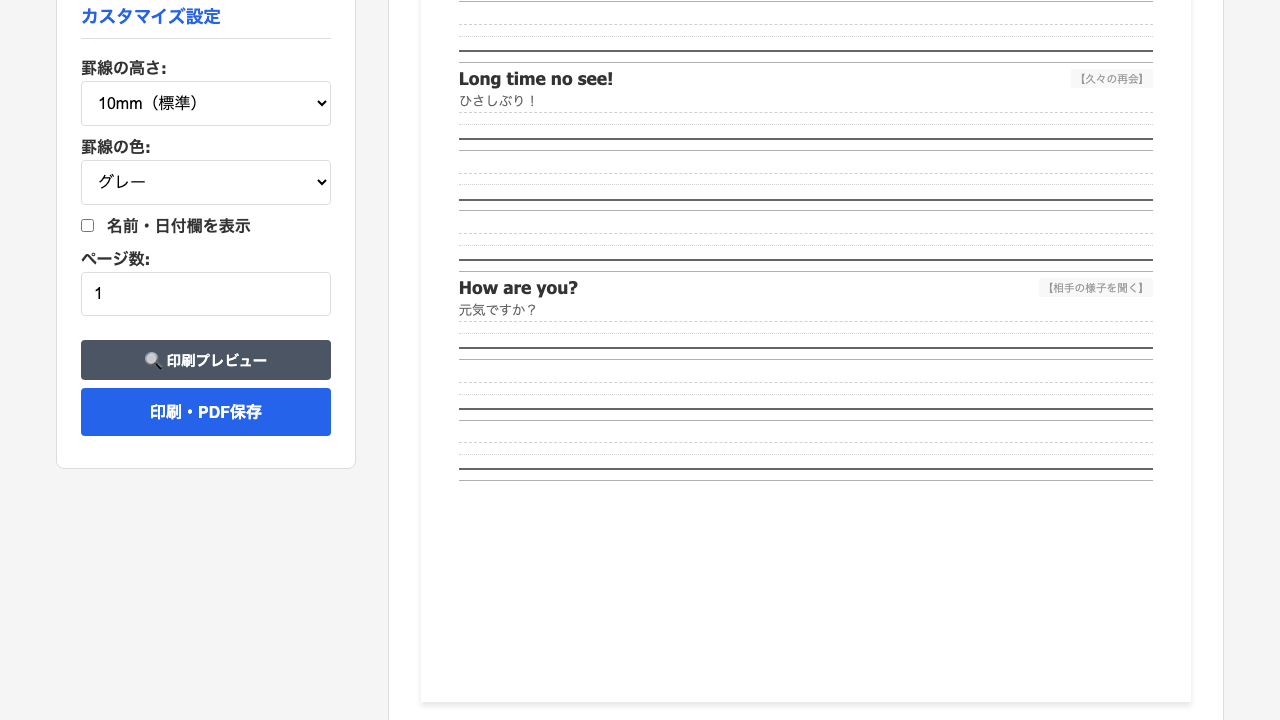 カスタマイズ設定
罫線の高さ:
10mm（標準）
罫線の色:
グレー
名前・日付欄を表示
ページ数:
1
🔍 印刷プレビュー
印刷・PDF保存
Long time no see!
【久々の再会】
ひさしぶり！
How are you?
【相手の様子を聞く】
元気ですか？